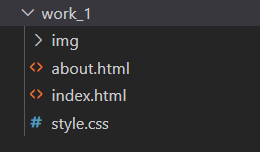 work_1
img
about.html
index.html
# style.css